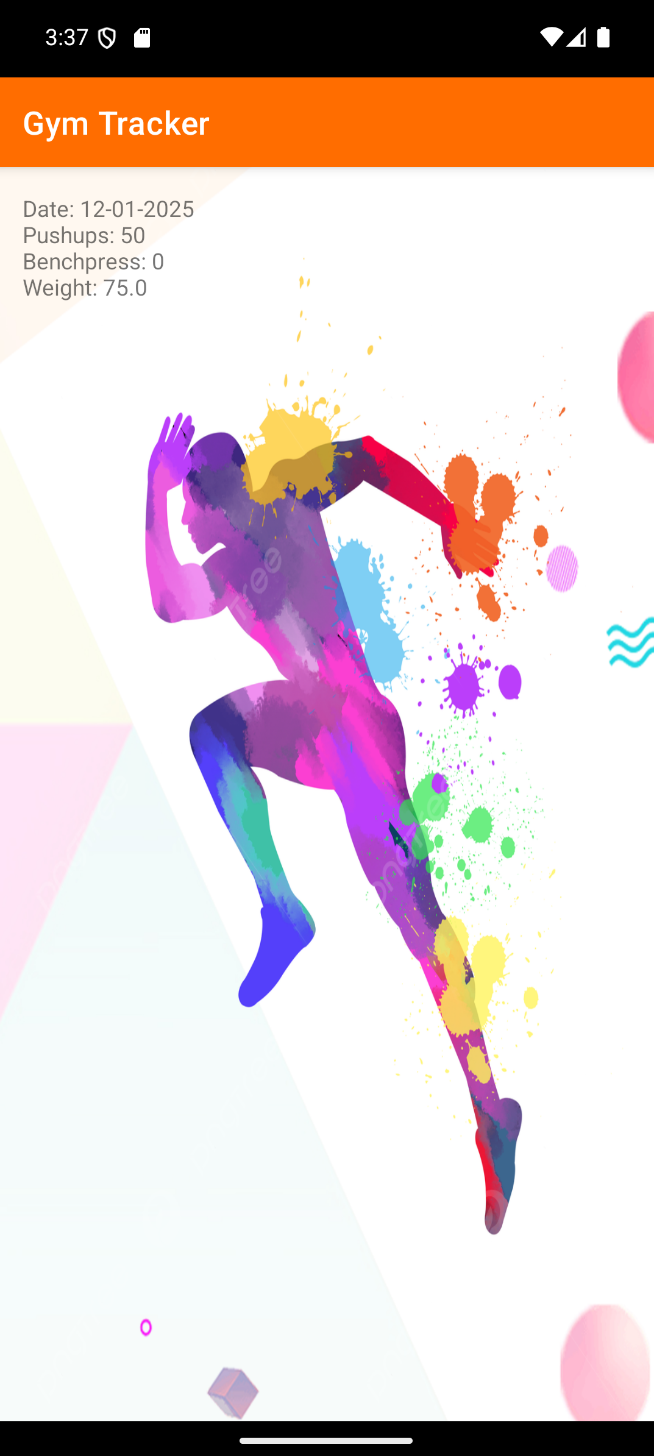 3:37
Gym Tracker
Date: 12-01-2025
Pushups: 50
Benchpress: 0
Weight: 75.0